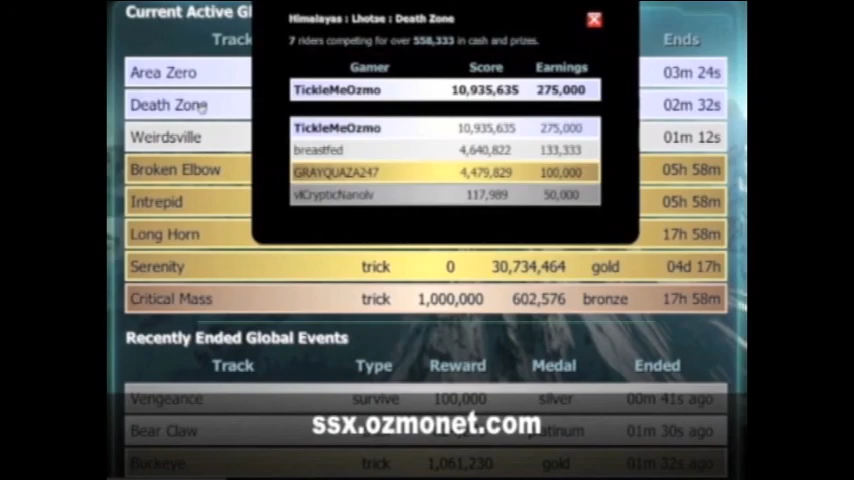 Current Active Gl
Himalayas : Lhotse : Death Zone
7 riders competing for over 558,333 in cash and prizes.
Track
Ends
Gamer Score Earnings
TickleMeOzmo 10,935,635 275,000
TickleMeOzmo 10,935,635 275,000
breastfed 4,640,822 133,333
GRAYQUAZA247 4,479,829 100,000
50,000
117,989
Area Zero 03m 24s
Death Zone 02m 32s
Weirdsville 01m 12s
Broken Elbow 05h 58m
Intrepid 05h 58m
Long Horn 17h 58m
Serenity trick 0 30,734,464 gold 04d 17h
Critical Mass trick 1,000,000 602,576 bronze 17h 58m
Recently Ended Global Events
Track Type Reward Medal Ended
Vengeance survive 100,000 silver 00m 41s ago
ssx.ozmonet.com
Bear Claw platinum 01m 30s ago
Buckeye trick 1,061,230 gold 01m 32s ago